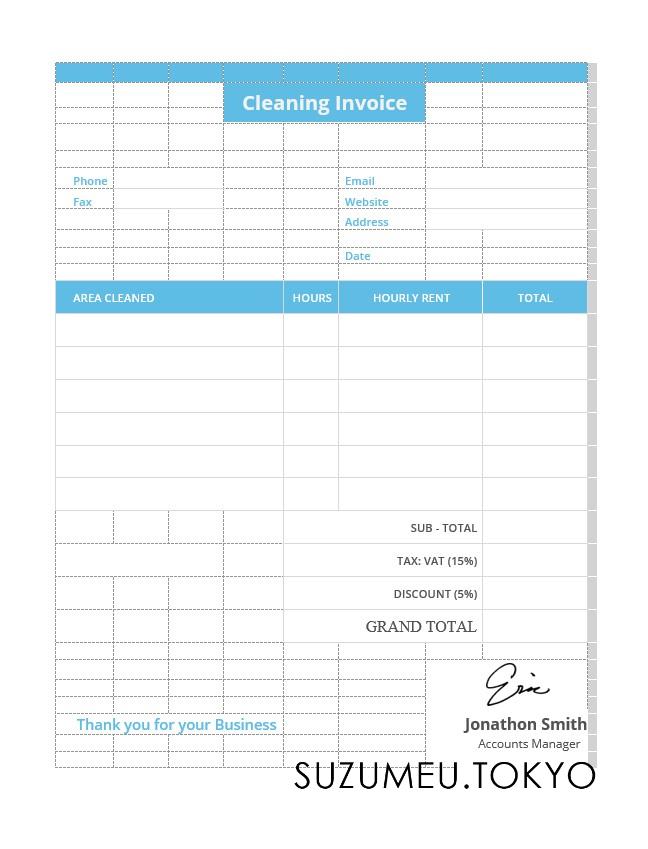 Cleaning Invoice
Phone Email
Fax Website
Address
Date
AREA CLEANED HOURS HOURLY RENT TOTAL
SUB - TOTAL
TAX: VAT (15%)
DISCOUNT (5%)
GRAND TOTAL
Eric
Thank you for your Business Jonathon Smith
Accounts Manager
SUZUMEU.TOKYO